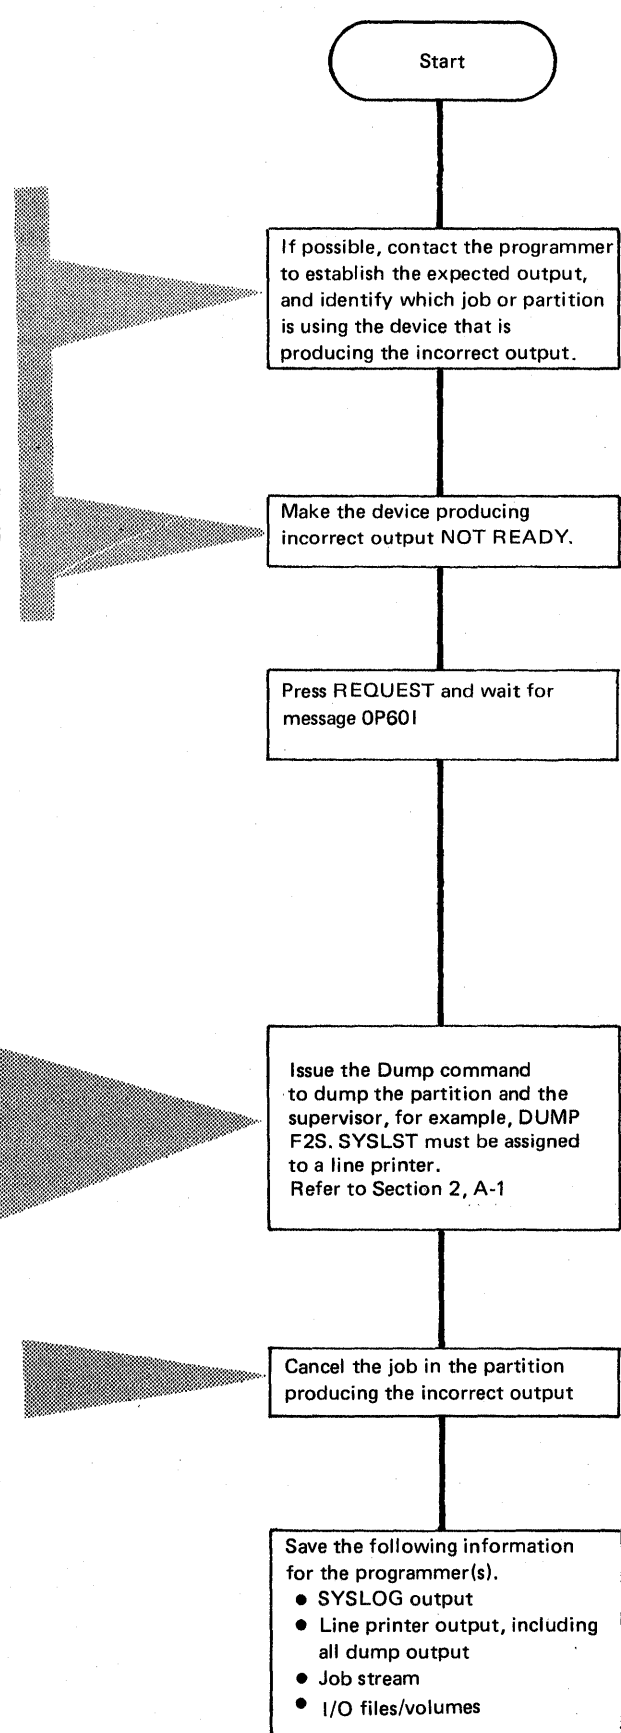 Start
If possible, contact the programmer
to establish the expected output,
and identify which job or partition
is using the device that is
producing the incorrect output.
Make the device producing
incorrect output NOT READY.
Press REQUEST and wait for
message 0P60I
Issue the Dump command
to dump the partition and the
supervisor, for example, DUMP
F2S. SYSLST must be assigned
to a line printer.
Refer to Section 2, A-1
Cancel the job in the partition
producing the incorrect output
Save the following information
for the programmer(s).
● SYSLOG output
● Line printer output, including
all dump output
● Job stream
● I/O files/volumes